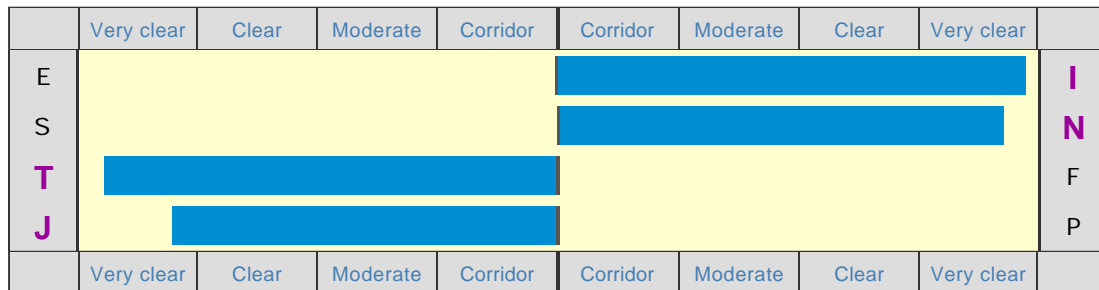 Very clear Clear Moderate Corridor Corridor Moderate Clear Very clear
E I
S N
T F
J P
Very clear Clear Moderate Corridor Corridor Moderate Clear Very clear